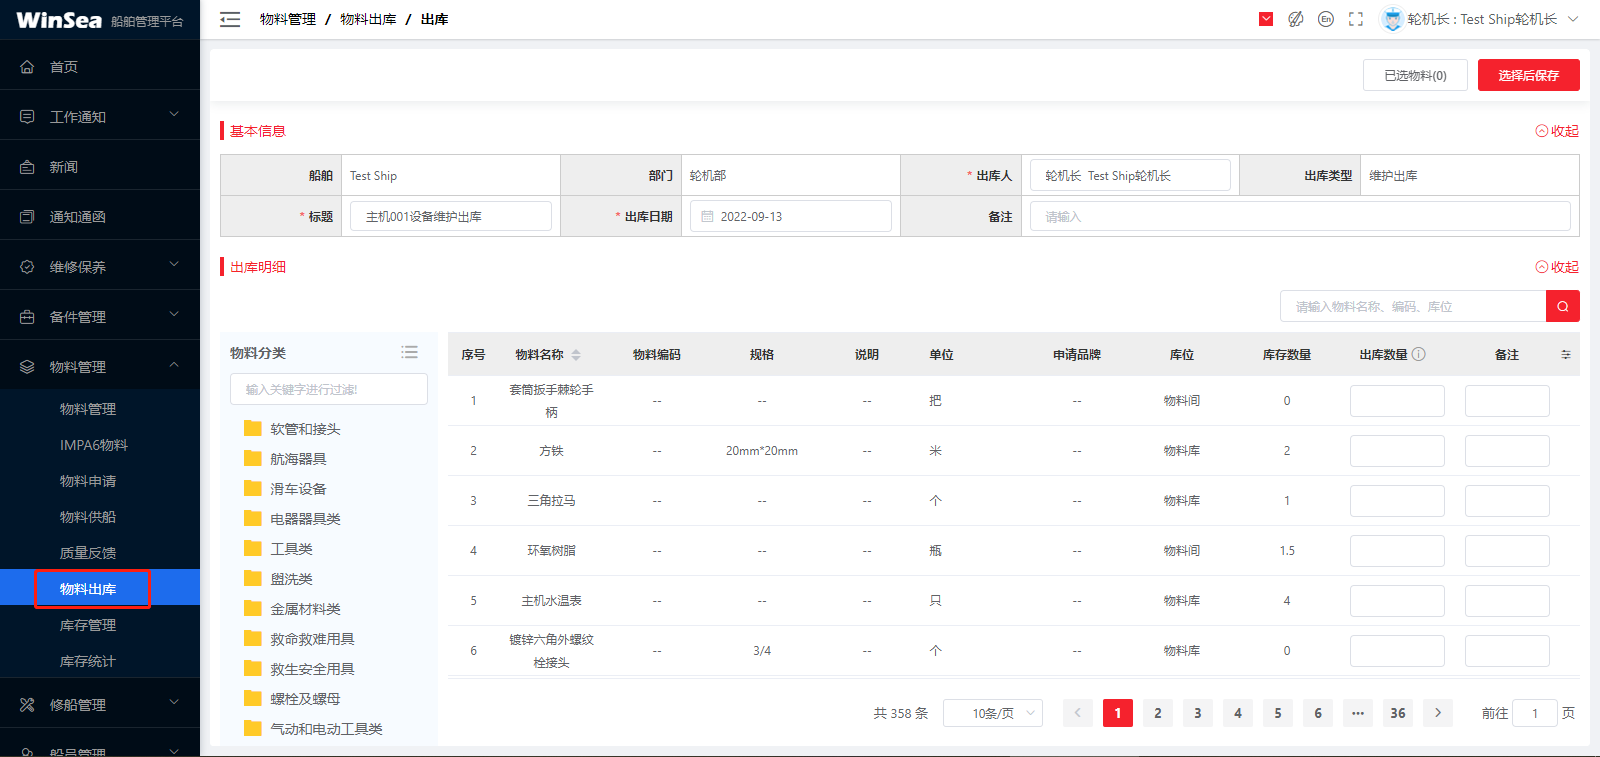 WinSea 船舶管理平台
首页
工作通知
新闻
通知通函
维修保养
备件管理
物料管理
物料管理
IMPA6物料
物料申请
物料供船
质量反馈
物料出库
库存管理
库存统计
修船管理
船员管理
物料管理 / 物料出库 / 出库
En
轮机长 : Test Ship轮机长
已选物料(0)
选择后保存
基本信息
收起
船舶 Test Ship 部门 轮机部 * 出库人 轮机长 Test Ship轮机长 出库类型 维护出库
* 标题 主机001设备维护出库 * 出库日期 2022-09-13 备注 请输入
出库明细
收起
请输入物料名称、编码、库位
物料分类
输入关键字进行过滤!
软管和接头
航海器具
滑车设备
电器器具类
工具类
盥洗类
金属材料类
救命救难用具
救生安全用具
螺栓及螺母
气动和电动工具类
序号 物料名称 物料编码 规格 说明 单位 申请品牌 库位 库存数量 出库数量 备注
1 套筒扳手棘轮手柄 -- -- -- 把 -- 物料间 0
2 方铁 -- 20mm*20mm -- 米 -- 物料库 2
3 三角拉马 -- -- -- 个 -- 物料库 1
4 环氧树脂 -- -- -- 瓶 -- 物料间 1.5
5 主机水温表 -- -- -- 只 -- 物料库 4
6 镀锌六角外螺纹栓接头 -- 3/4 -- 个 -- 物料库 0
共 358 条 10条/页 1 2 3 4 5 6 ••• 36 前往 1 页